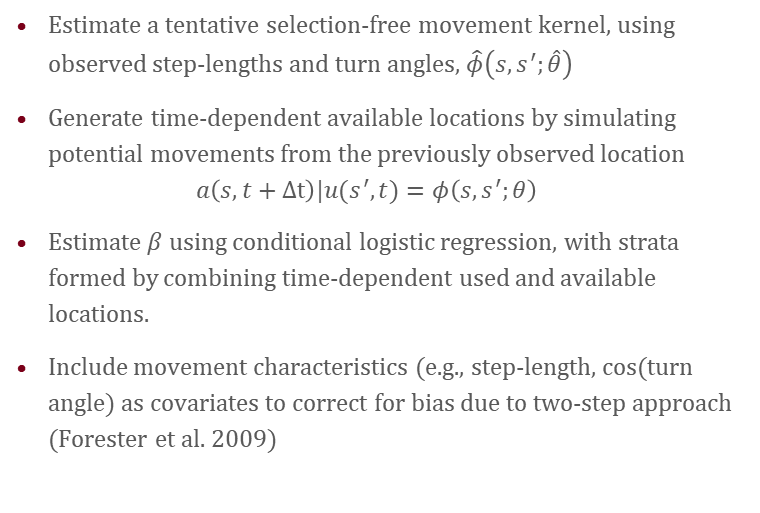 • Estimate a tentative selection-free movement kernel, using
observed step-lengths and turn angles, ϕ̂(s, s′; θ̂)
• Generate time-dependent available locations by simulating
potential movements from the previously observed location
a(s, t + Δt)|u(s′, t) = ϕ(s, s′; θ)
• Estimate β using conditional logistic regression, with strata
formed by combining time-dependent used and available
locations.
• Include movement characteristics (e.g., step-length, cos(turn
angle) as covariates to correct for bias due to two-step approach
(Forester et al. 2009)